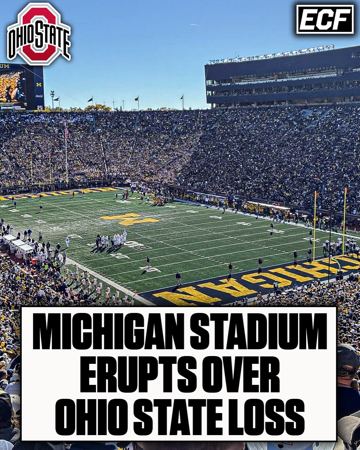 OHIO STATE
ECF
M
MICHIGAN
MICHIGAN STADIUM
ERUPTS OVER
OHIO STATE LOSS